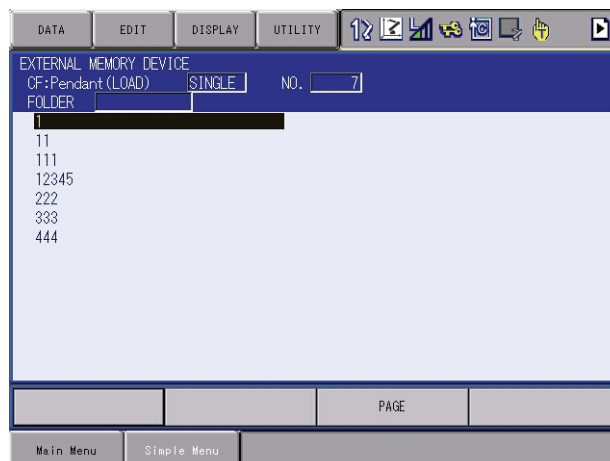 DATA EDIT DISPLAY UTILITY
EXTERNAL MEMORY DEVICE
CF:Pendant(LOAD) SINGLE NO. 7
FOLDER
1
11
111
12345
222
333
444
PAGE
Main Menu Simple Menu